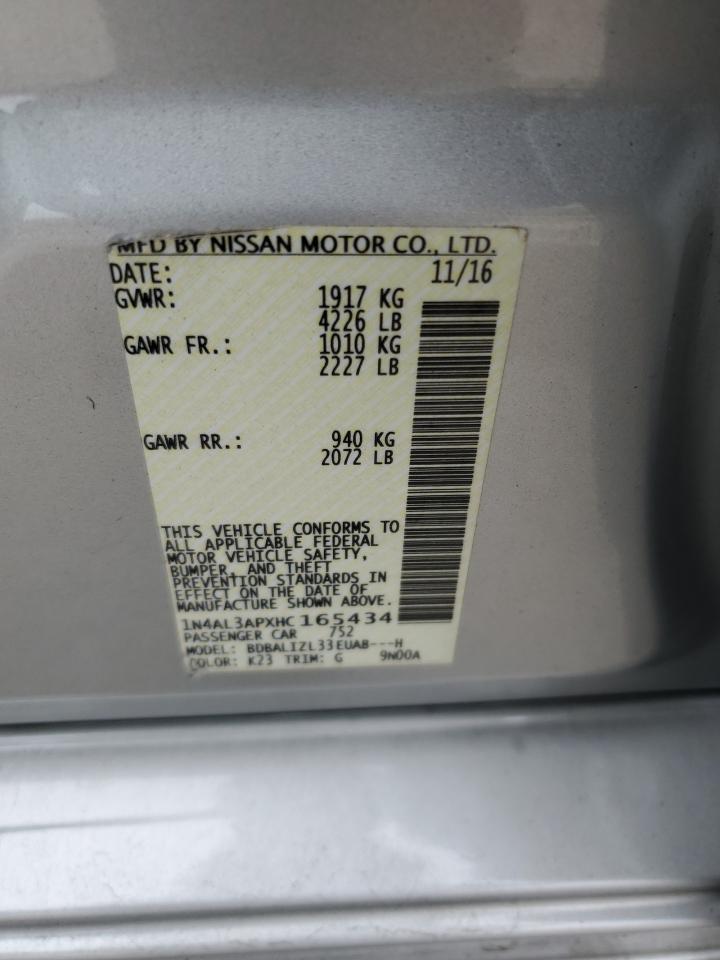 MFD BY NISSAN MOTOR CO., LTD.
DATE: 11/16
GVWR: 1917 KG
4226 LB
GAWR FR.: 1010 KG
2227 LB
GAWR RR.: 940 KG
2072 LB
THIS VEHICLE CONFORMS TO
ALL APPLICABLE FEDERAL
MOTOR VEHICLE SAFETY,
BUMPER, AND THEFT
PREVENTION STANDARDS IN
EFFECT ON THE DATE OF
MANUFACTURE SHOWN ABOVE.
1N4AL3APXHC165434
PASSENGER CAR 752
MODEL: BDBALIZL33EUA8---H
COLOR: K23 TRIM: G 9N00A